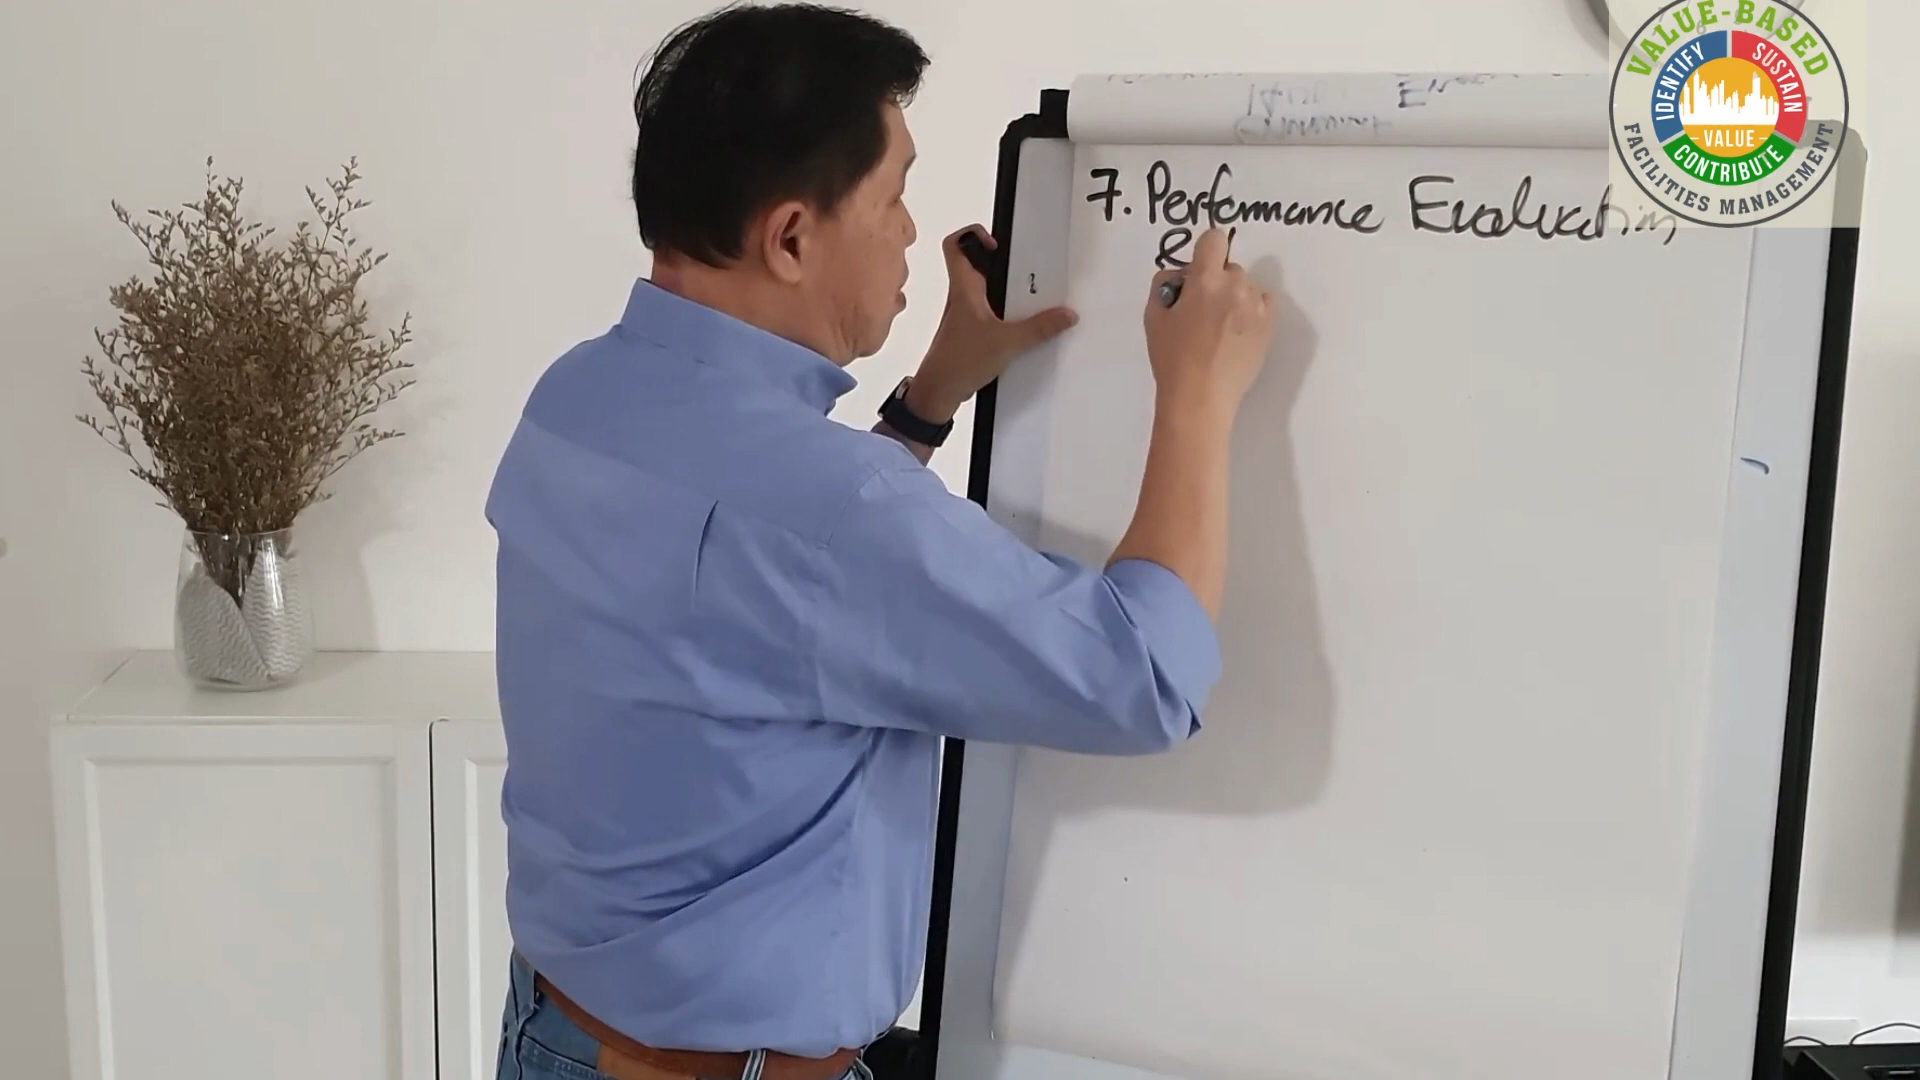 7. Performance Evaluation
&
VALUE-BASED
IDENTIFY
SUSTAIN
VALUE
CONTRIBUTE
FACILITIES MANAGEMENT